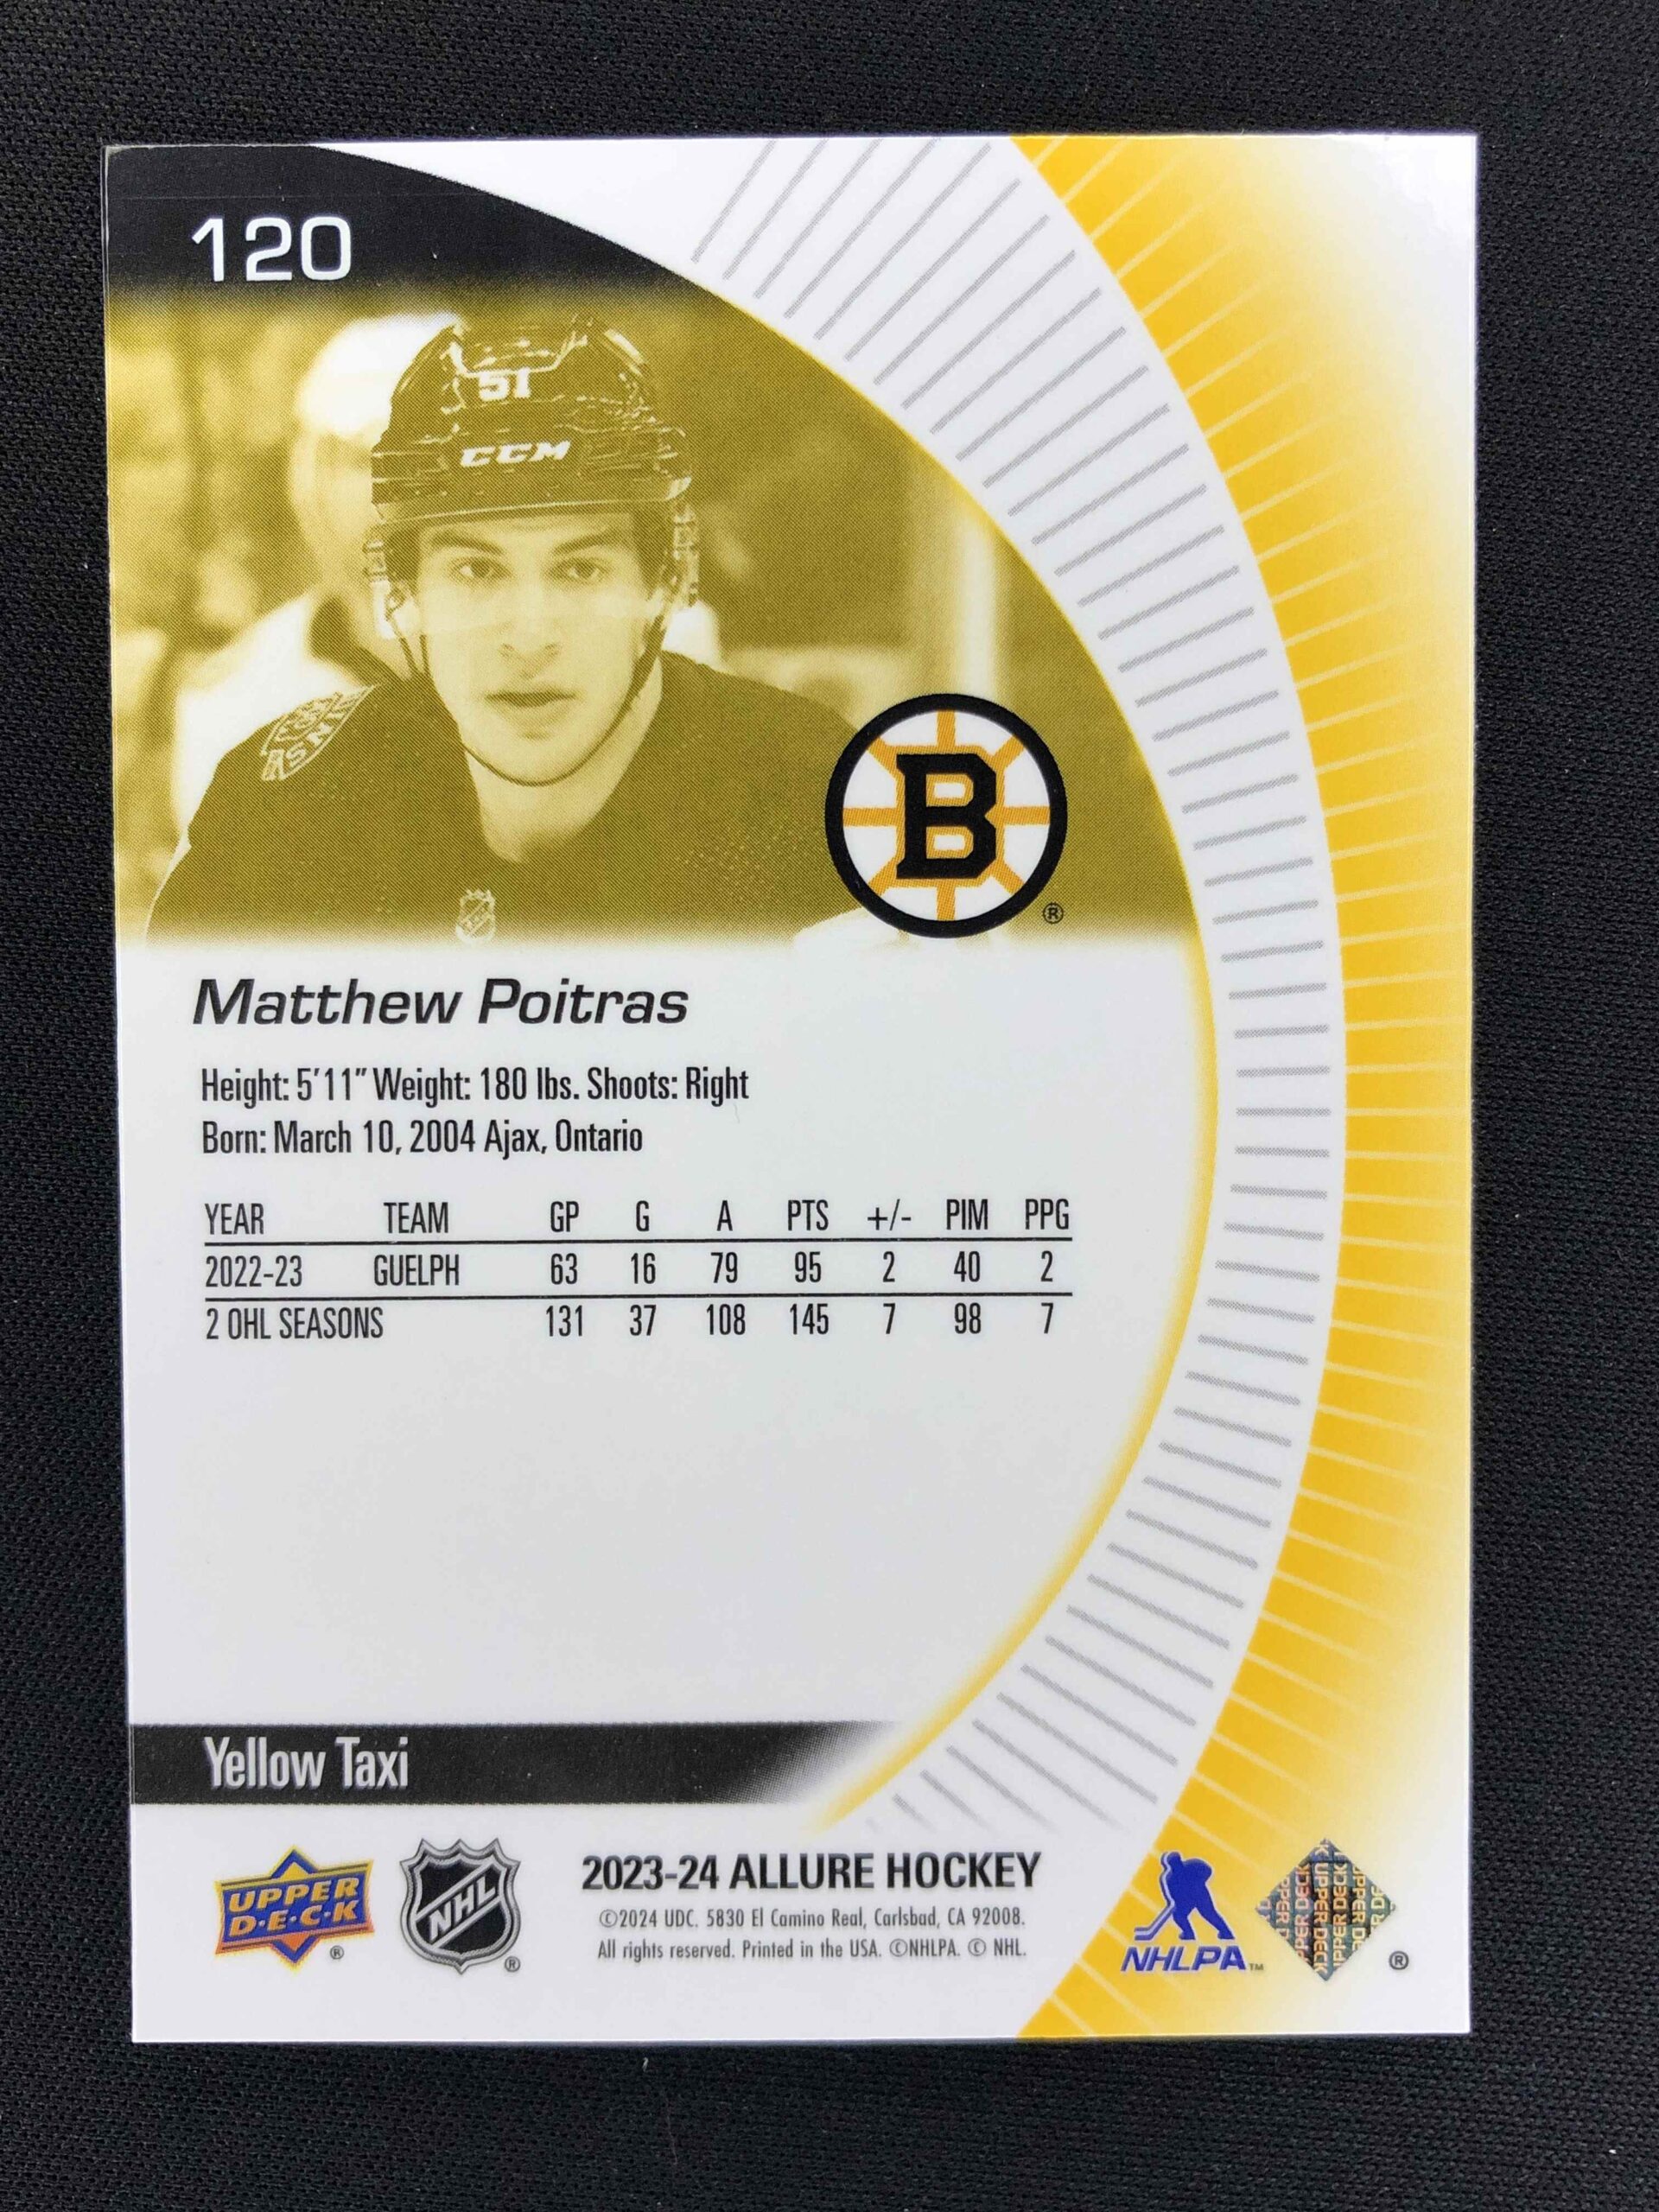 120
51
CCM
B
®
Matthew Poitras
Height: 5'11" Weight: 180 lbs. Shoots: Right
Born: March 10, 2004 Ajax, Ontario
YEAR TEAM GP G A PTS +/- PIM PPG
2022-23 GUELPH 63 16 79 95 2 40 2
2 OHL SEASONS 131 37 108 145 7 98 7
Yellow Taxi
UPPER
D·E·C·K
®
NHL
®
2023-24 ALLURE HOCKEY
©2024 UDC. 5830 El Camino Real, Carlsbad, CA 92008.
All rights reserved. Printed in the USA. ©NHLPA. © NHL.
NHLPA™
UPPER DECK
®